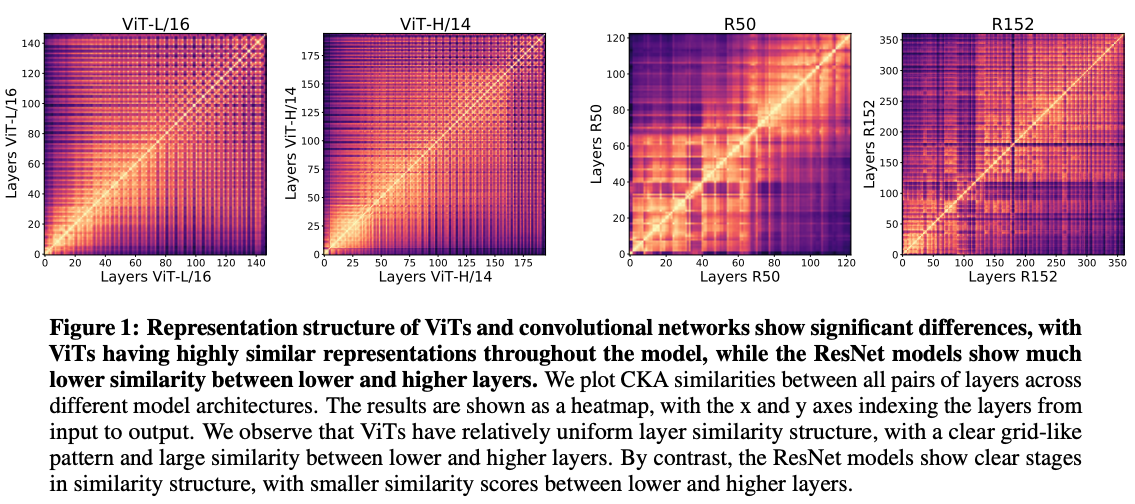 ViT-L/16
ViT-H/14
R50
R152
Layers ViT-L/16
140
120
100
80
60
40
20
0
0 20 40 60 80 100 120 140
Layers ViT-L/16
Layers ViT-H/14
175
150
125
100
75
50
25
0
0 25 50 75 100 125 150 175
Layers ViT-H/14
Layers R50
120
100
80
60
40
20
0
0 20 40 60 80 100 120
Layers R50
Layers R152
350
300
250
200
150
100
50
0
0 50 100 150 200 250 300 350
Layers R152
Figure 1: Representation structure of ViTs and convolutional networks show significant differences, with
ViTs having highly similar representations throughout the model, while the ResNet models show much
lower similarity between lower and higher layers. We plot CKA similarities between all pairs of layers across
different model architectures. The results are shown as a heatmap, with the x and y axes indexing the layers from
input to output. We observe that ViTs have relatively uniform layer similarity structure, with a clear grid-like
pattern and large similarity between lower and higher layers. By contrast, the ResNet models show clear stages
in similarity structure, with smaller similarity scores between lower and higher layers.